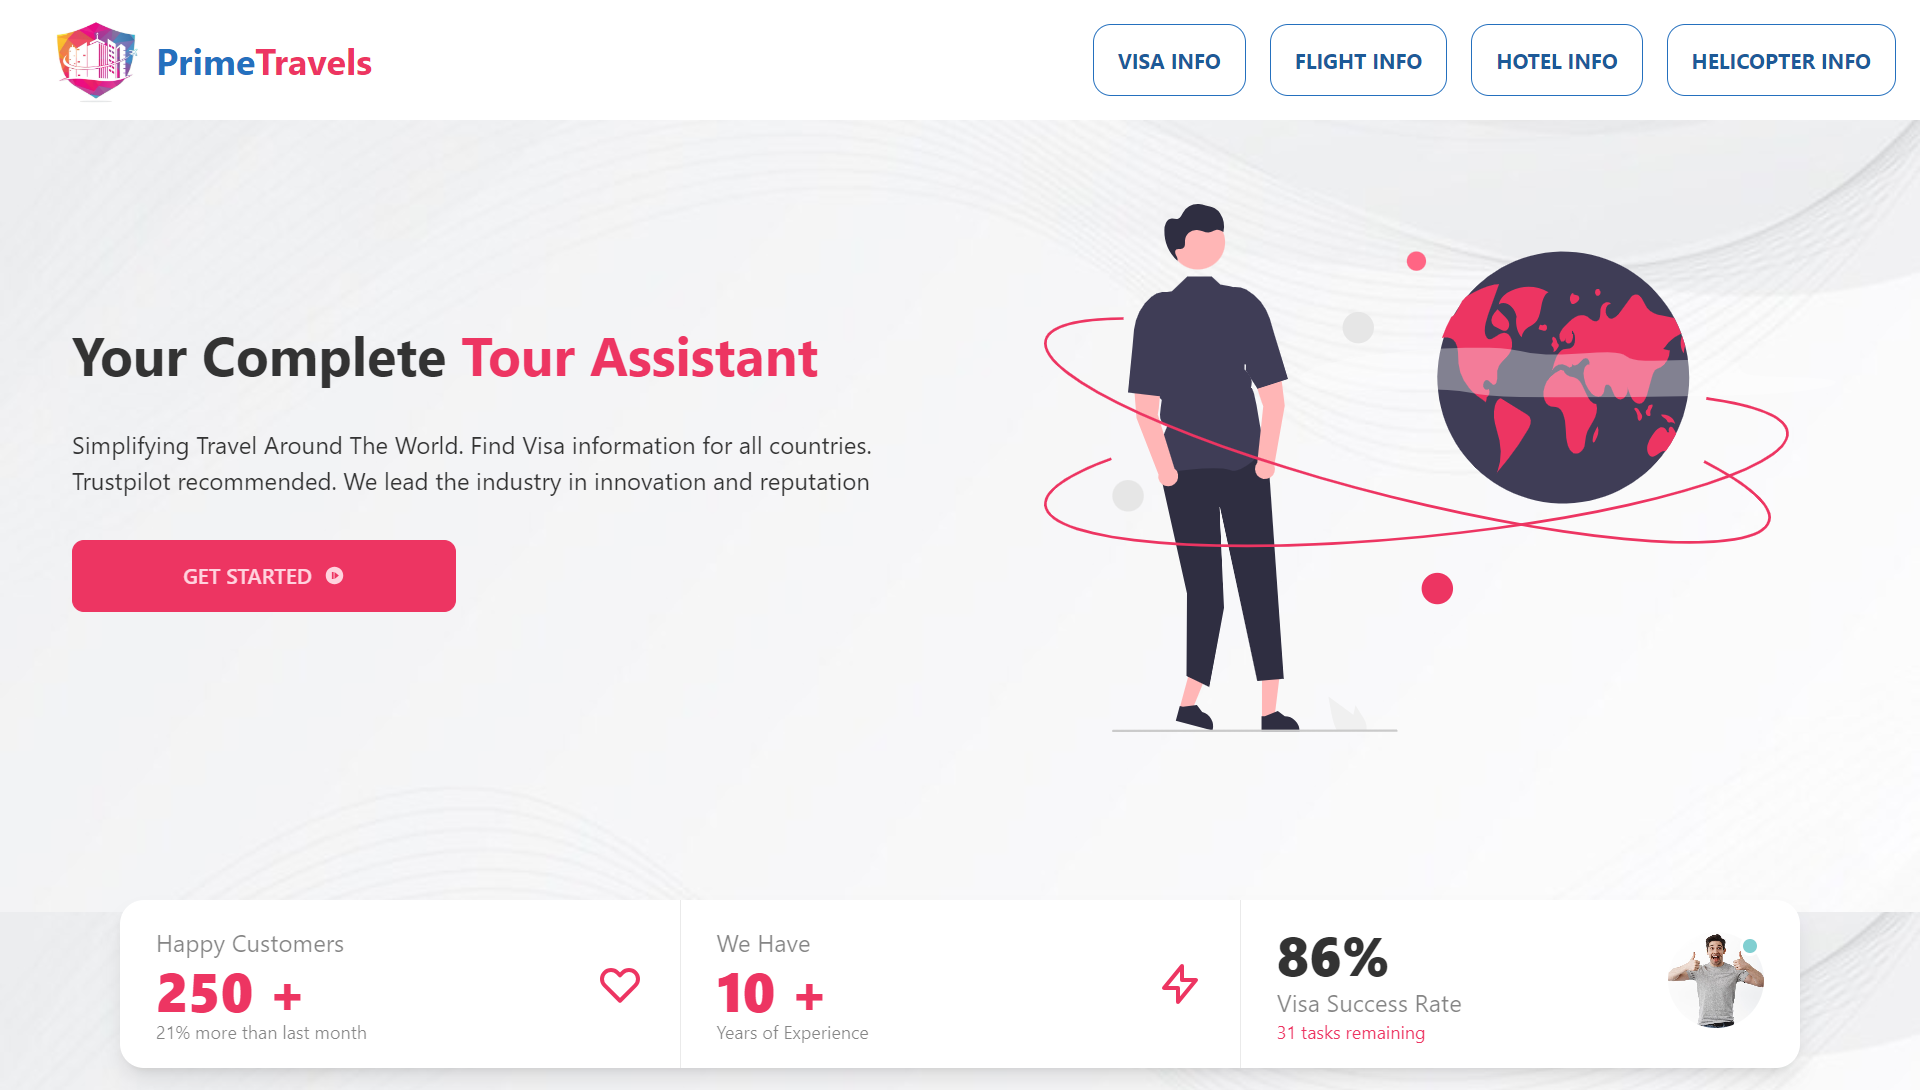 PrimeTravels
VISA INFO
FLIGHT INFO
HOTEL INFO
HELICOPTER INFO
Your Complete Tour Assistant
Simplifying Travel Around The World. Find Visa information for all countries.
Trustpilot recommended. We lead the industry in innovation and reputation
GET STARTED
Happy Customers
250 +
21% more than last month
We Have
10 +
Years of Experience
86%
Visa Success Rate
31 tasks remaining